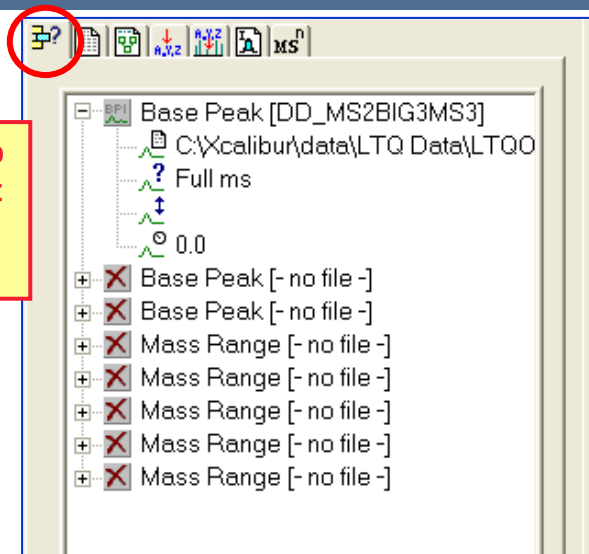 A,Y,Z A,Y,Z MSn
BPI Base Peak [DD_MS2BIG3MS3]
C:\Xcalibur\data\LTQ Data\LTQO
? Full ms
0.0
Base Peak [- no file -]
Base Peak [- no file -]
Mass Range [- no file -]
Mass Range [- no file -]
Mass Range [- no file -]
Mass Range [- no file -]
Mass Range [- no file -]